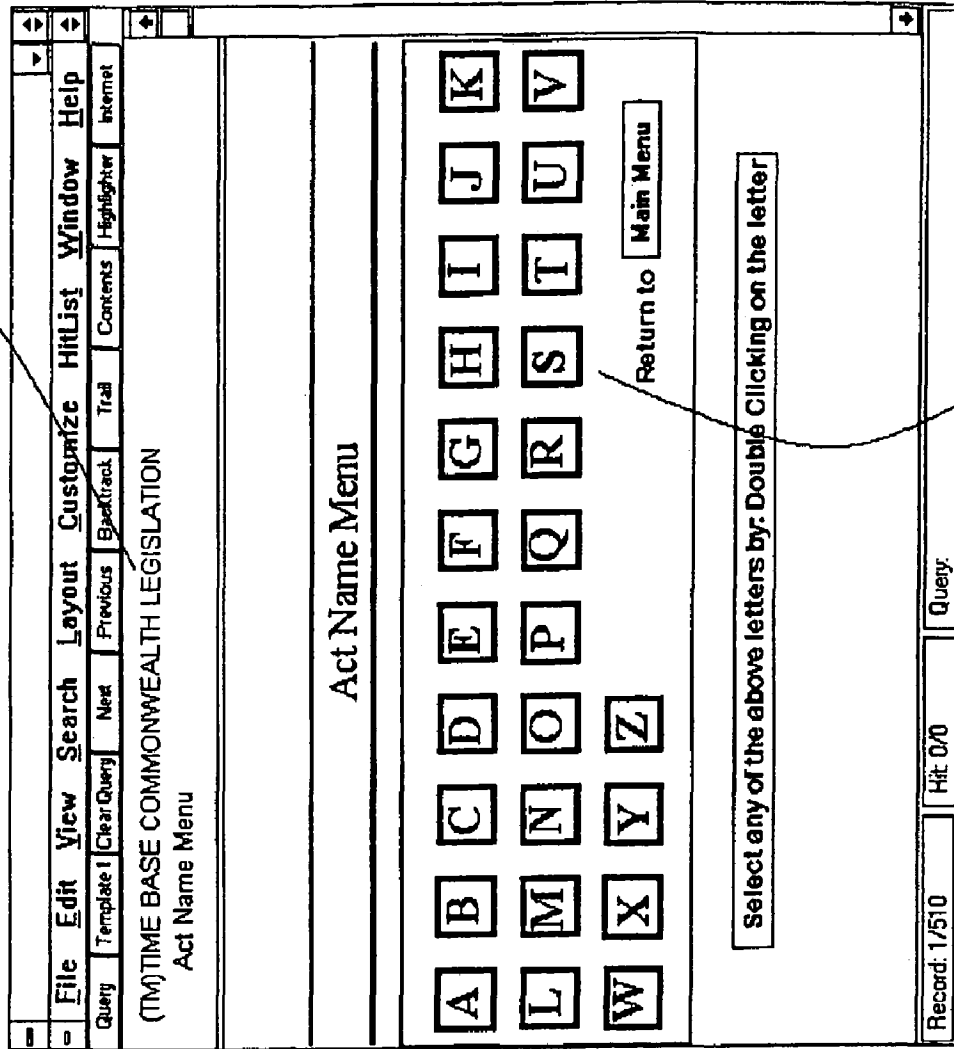 File Edit View Search Layout Customize HitList Window Help
Query Template 1 Clear Query Next Previous Backtrack Trail Contents Highlighter Internet
(TM)TIME BASE COMMONWEALTH LEGISLATION
Act Name Menu
Act Name Menu
A B C D E F G H I J K
L M N O P Q R S T U V
W X Y Z
Return to Main Menu
Select any of the above letters by: Double Clicking on the letter
Record: 1/510 Hit: 0/0 Query: